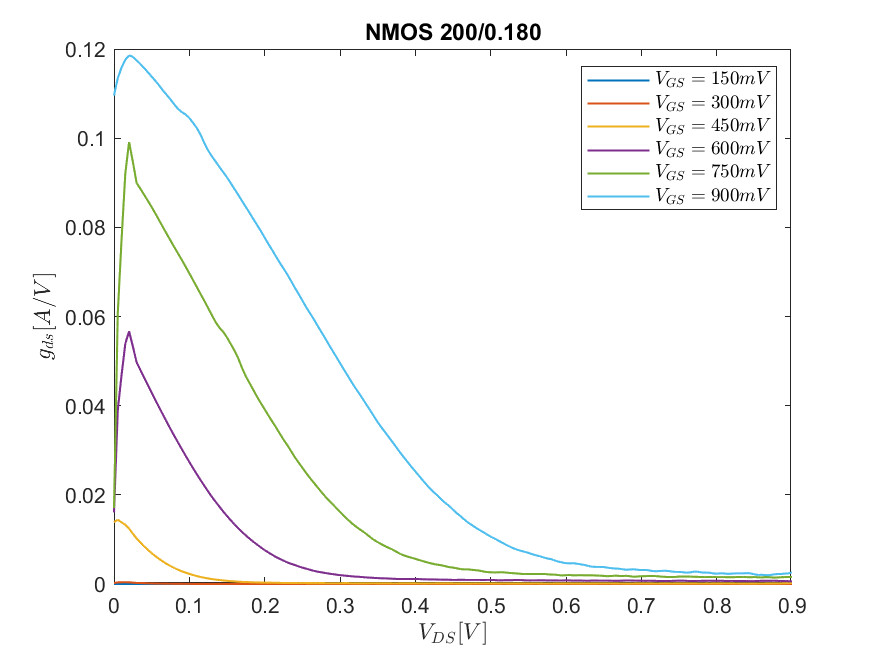 NMOS 200/0.180
V_{GS} = 150mV
V_{GS} = 300mV
V_{GS} = 450mV
V_{GS} = 600mV
V_{GS} = 750mV
V_{GS} = 900mV
0.12
0.1
0.08
0.06
0.04
0.02
0
g_{ds}[A/V]
0 0.1 0.2 0.3 0.4 0.5 0.6 0.7 0.8 0.9
V_{DS}[V]